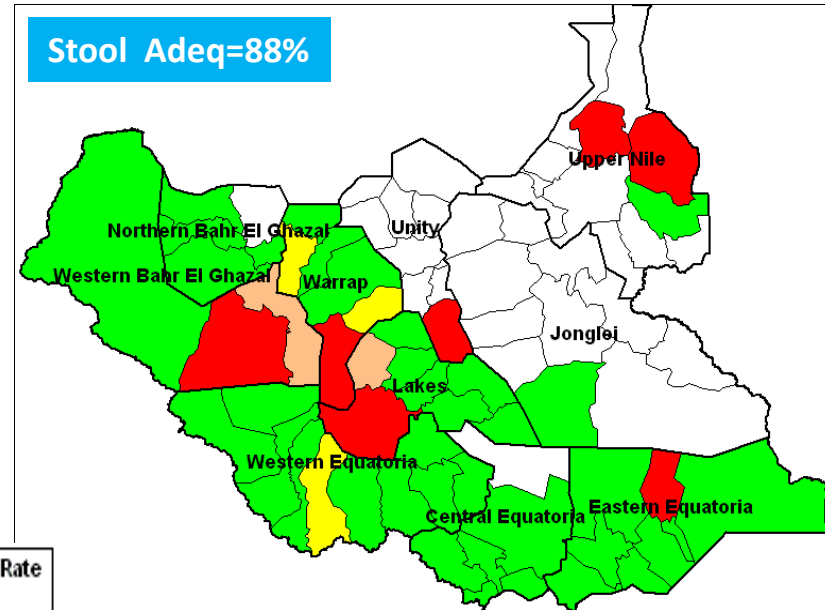 Stool Adeq=88%
Upper Nile
Northern Bahr El Ghazal
Unity
Western Bahr El Ghazal
Warrap
Jonglei
Lakes
Western Equatoria
Central Equatoria
Eastern Equatoria
Rate